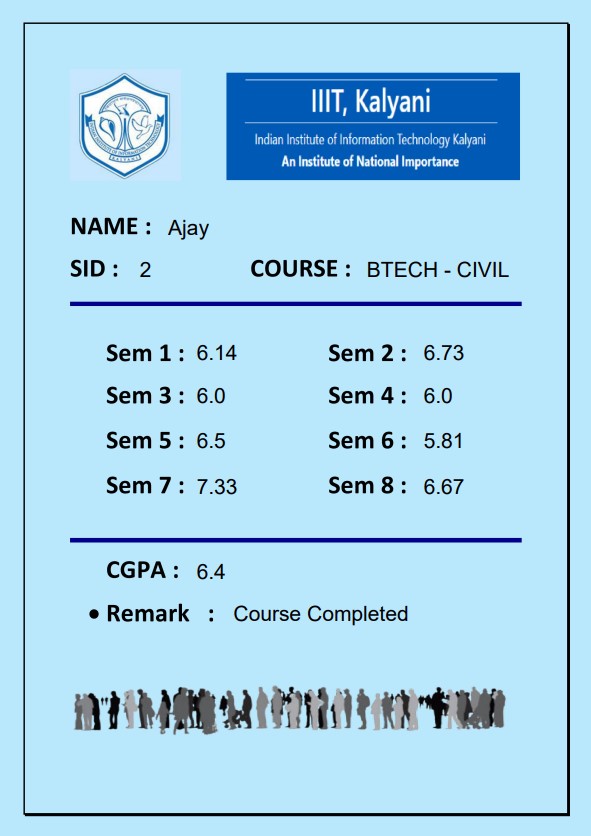 IIIT, Kalyani
Indian Institute of Information Technology Kalyani
An Institute of National Importance
KALYANI
NAME : Ajay
SID : 2 COURSE : BTECH - CIVIL
Sem 1 : 6.14 Sem 2 : 6.73
Sem 3 : 6.0 Sem 4 : 6.0
Sem 5 : 6.5 Sem 6 : 5.81
Sem 7 : 7.33 Sem 8 : 6.67
CGPA : 6.4
• Remark : Course Completed